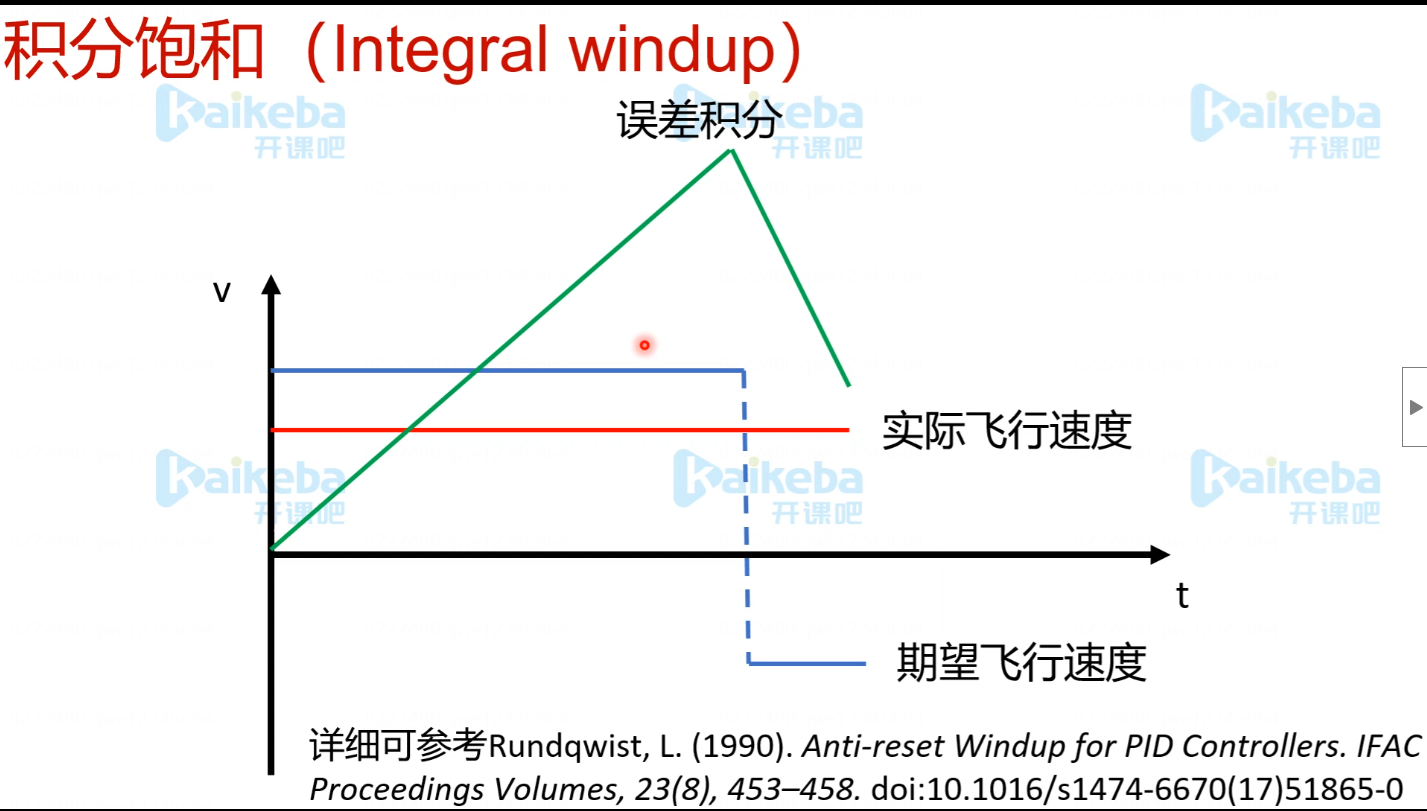 积分饱和（Integral windup）
Kaikeba
开课吧
Kaikeba
开课吧
Kaikeba
开课吧
误差积分
v
实际飞行速度
Kaikeba
开课吧
Kaikeba
开课吧
Kaikeba
开课吧
t
期望飞行速度
详细可参考Rundqwist, L. (1990). Anti-reset Windup for PID Controllers. IFAC
Proceedings Volumes, 23(8), 453–458. doi:10.1016/s1474-6670(17)51865-0